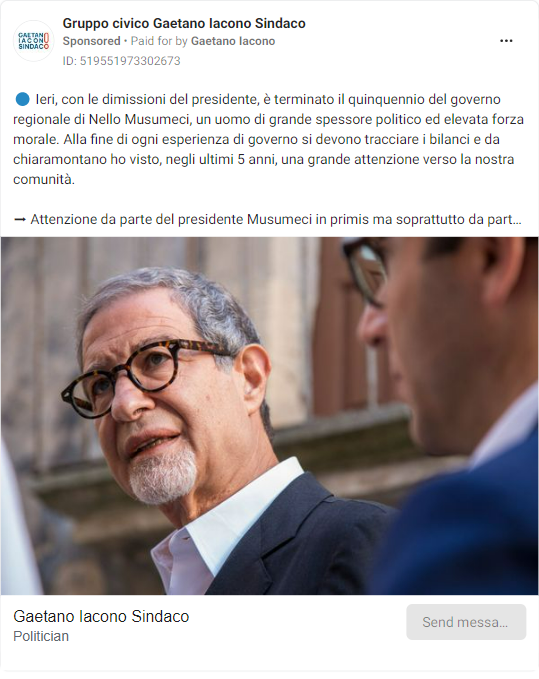 GAETANO
IACONO
SINDACO
Gruppo civico Gaetano Iacono Sindaco
Sponsored • Paid for by Gaetano Iacono
ID: 519551973302673
Ieri, con le dimissioni del presidente, è terminato il quinquennio del governo
regionale di Nello Musumeci, un uomo di grande spessore politico ed elevata forza
morale. Alla fine di ogni esperienza di governo si devono tracciare i bilanci e da
chiaramontano ho visto, negli ultimi 5 anni, una grande attenzione verso la nostra
comunità.
➞ Attenzione da parte del presidente Musumeci in primis ma soprattutto da part...
Gaetano Iacono Sindaco
Politician
Send messa...